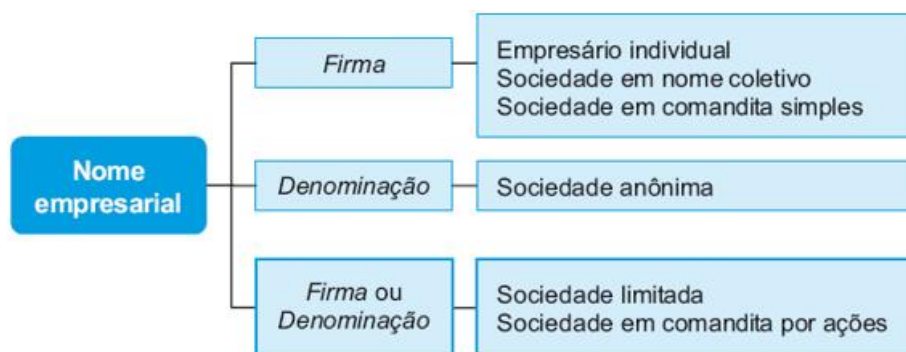 Nome
empresarial
Firma
Empresário individual
Sociedade em nome coletivo
Sociedade em comandita simples
Denominação
Sociedade anônima
Firma ou
Denominação
Sociedade limitada
Sociedade em comandita por ações